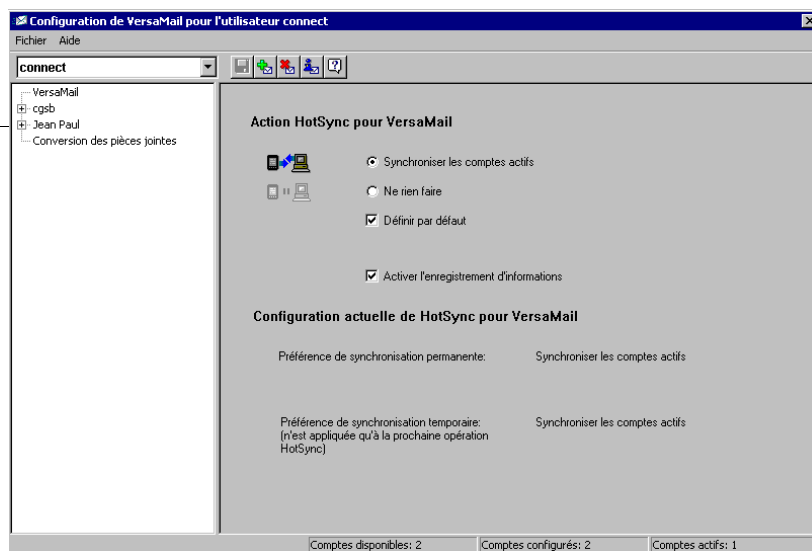 Configuration de VersaMail pour l'utilisateur connect
Fichier Aide
connect
VersaMail
cgsb
Jean Paul
Conversion des pièces jointes
Action HotSync pour VersaMail
Synchroniser les comptes actifs
Ne rien faire
Définir par défaut
Activer l'enregistrement d'informations
Configuration actuelle de HotSync pour VersaMail
Préférence de synchronisation permanente: Synchroniser les comptes actifs
Préférence de synchronisation temporaire: Synchroniser les comptes actifs
(n'est appliquée qu'à la prochaine opération
HotSync)
Comptes disponibles: 2 Comptes configurés: 2 Comptes actifs: 1